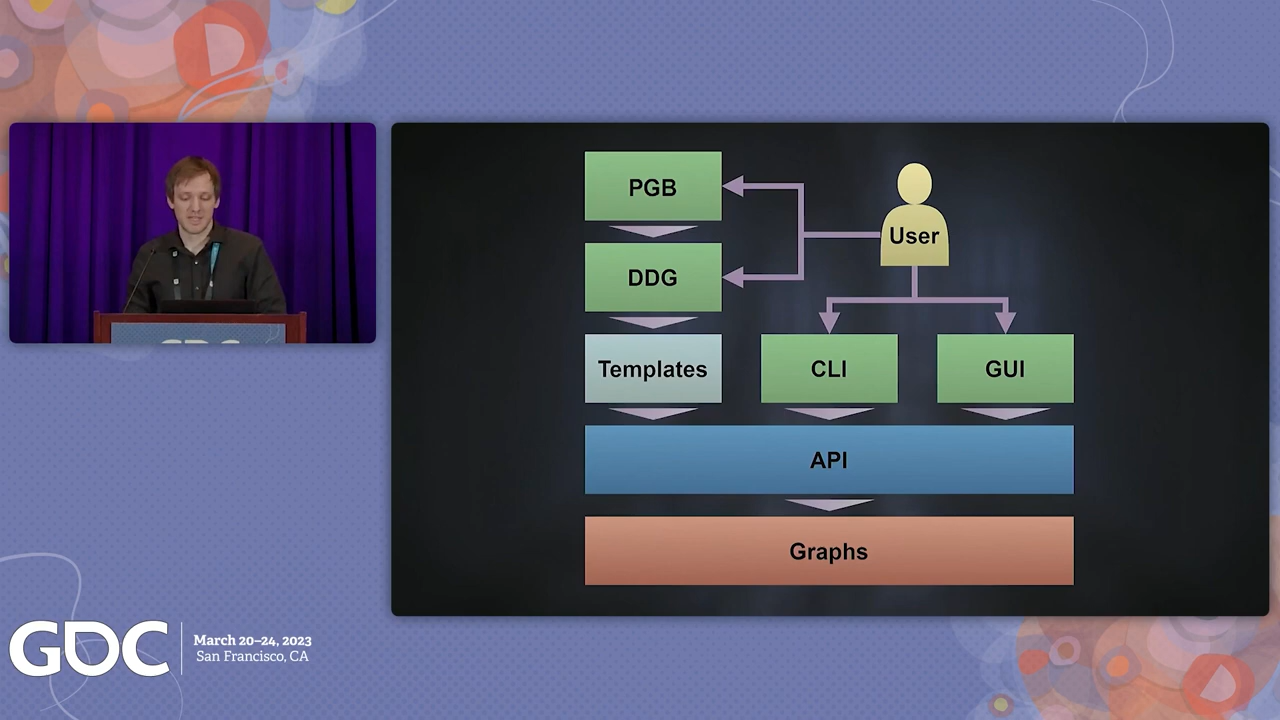 PGB
User
DDG
Templates
CLI
GUI
API
Graphs
GDC
March 20–24, 2023
San Francisco, CA